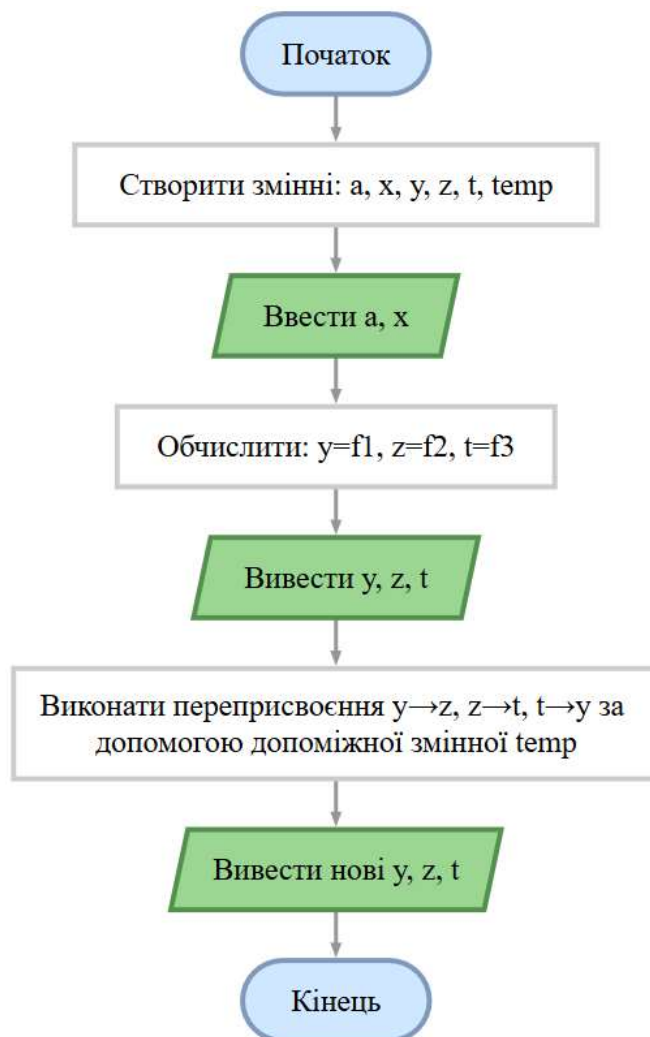 Початок
Створити змінні: a, x, y, z, t, temp
Ввести a, x
Обчислити: y=f1, z=f2, t=f3
Вивести y, z, t
Виконати переприсвоєння y→z, z→t, t→y за
допомогою допоміжної змінної temp
Вивести нові y, z, t
Кінець